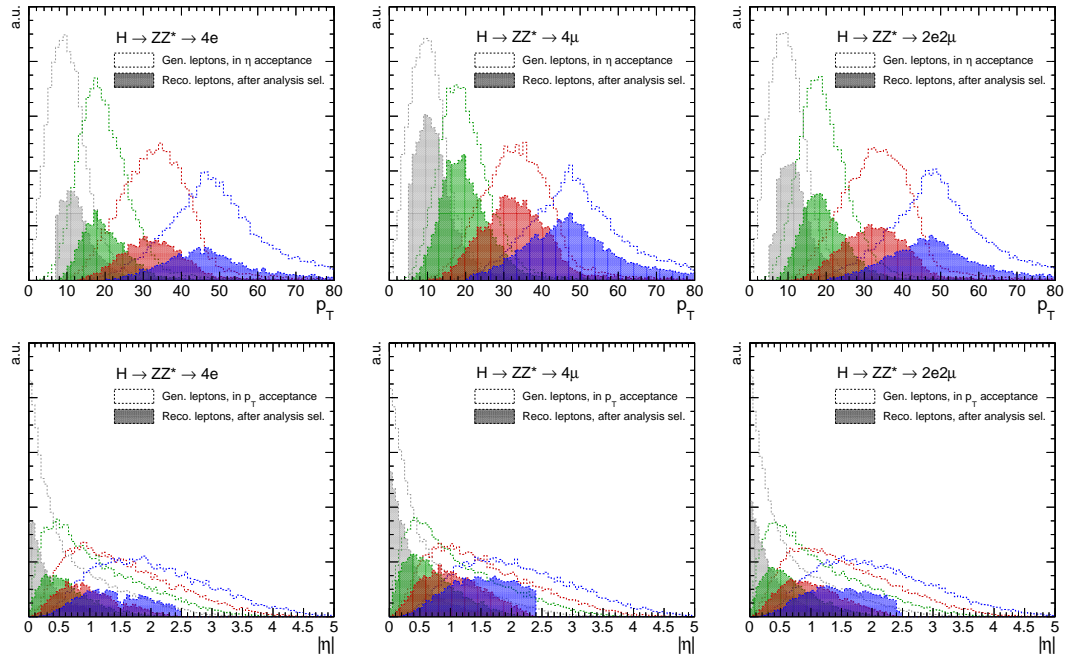 a.u.
H → ZZ* → 4e
Gen. leptons, in η acceptance
Reco. leptons, after analysis sel.
0 10 20 30 40 50 60 70 80
p_T
a.u.
H → ZZ* → 4μ
Gen. leptons, in η acceptance
Reco. leptons, after analysis sel.
0 10 20 30 40 50 60 70 80
p_T
a.u.
H → ZZ* → 2e2μ
Gen. leptons, in η acceptance
Reco. leptons, after analysis sel.
0 10 20 30 40 50 60 70 80
p_T
a.u.
H → ZZ* → 4e
Gen. leptons, in p_T acceptance
Reco. leptons, after analysis sel.
0 0.5 1 1.5 2 2.5 3 3.5 4 4.5 5
|η|
a.u.
H → ZZ* → 4μ
Gen. leptons, in p_T acceptance
Reco. leptons, after analysis sel.
0 0.5 1 1.5 2 2.5 3 3.5 4 4.5 5
|η|
a.u.
H → ZZ* → 2e2μ
Gen. leptons, in p_T acceptance
Reco. leptons, after analysis sel.
0 0.5 1 1.5 2 2.5 3 3.5 4 4.5 5
|η|